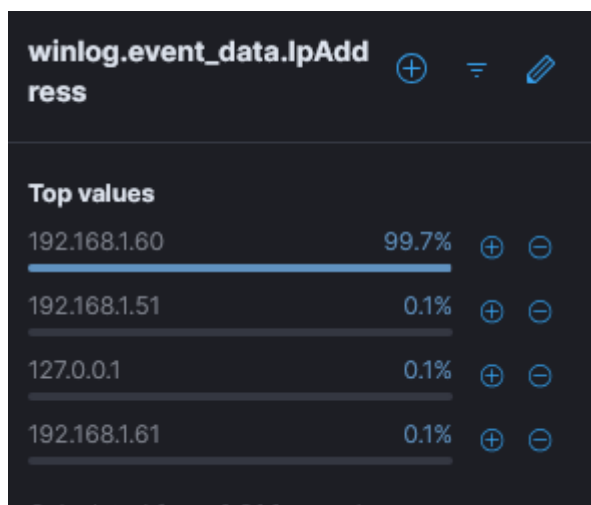 winlog.event_data.IpAdd
ress
Top values
192.168.1.60 99.7%
192.168.1.51 0.1%
127.0.0.1 0.1%
192.168.1.61 0.1%